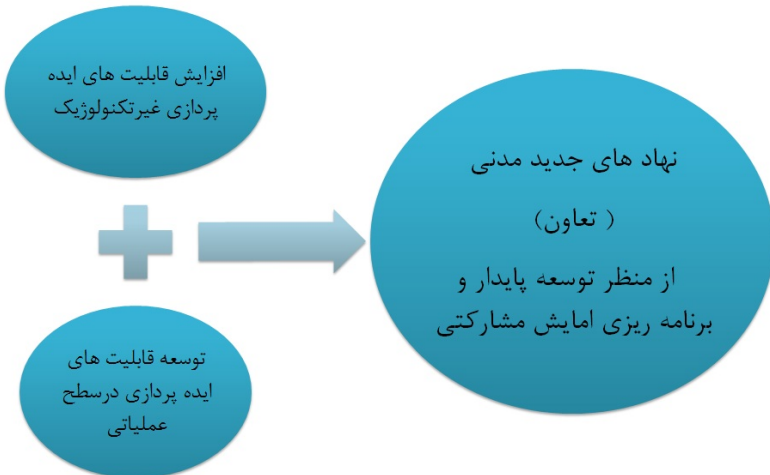 افزایش قابلیت های ایده
پردازی غیرتکنولوژیک
توسعه قابلیت های
ایده پردازی درسطح
عملیاتی
نهاد های جدید مدنی
( تعاون)
از منظر توسعه پایدار و
برنامه ریزی امایش مشارکتی